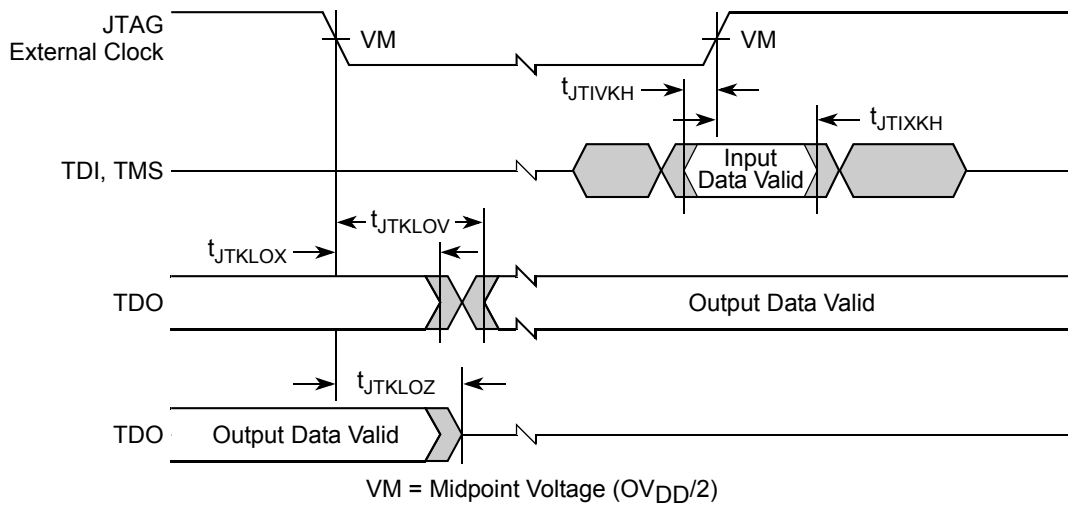 JTAG
External Clock
VM
VM
tJTIVKH
tJTIXKH
TDI, TMS
Input
Data Valid
tJTKLOV
tJTKLOX
TDO
Output Data Valid
tJTKLOZ
TDO
Output Data Valid
VM = Midpoint Voltage (OVDD/2)